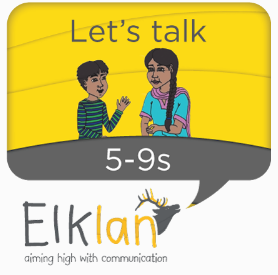 Let's talk
5-9s
Elklan
aiming high with communication